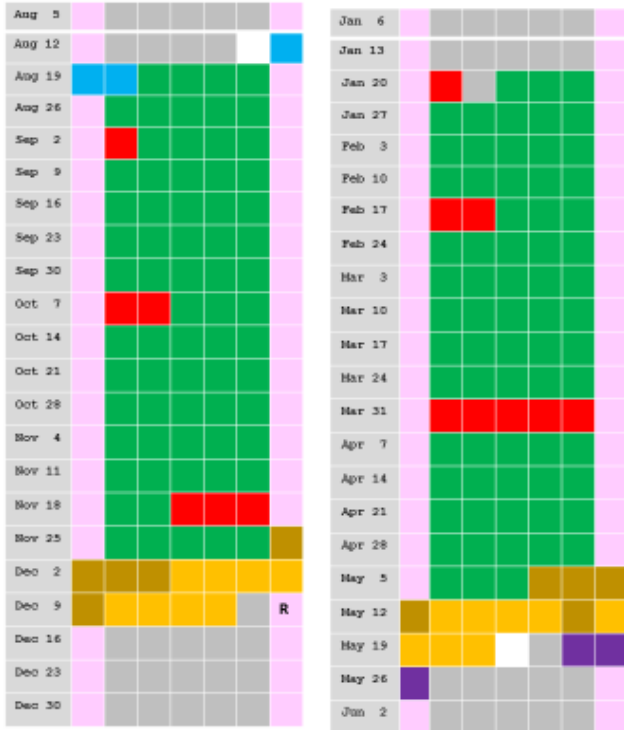 Aug 5
Aug 12
Aug 19
Aug 26
Sep 2
Sep 9
Sep 16
Sep 23
Sep 30
Oct 7
Oct 14
Oct 21
Oct 28
Nov 4
Nov 11
Nov 18
Nov 25
Dec 2
Dec 9 R
Dec 16
Dec 23
Dec 30
Jan 6
Jan 13
Jan 20
Jan 27
Feb 3
Feb 10
Feb 17
Feb 24
Mar 3
Mar 10
Mar 17
Mar 24
Mar 31
Apr 7
Apr 14
Apr 21
Apr 28
May 5
May 12
May 19
May 26
Jun 2